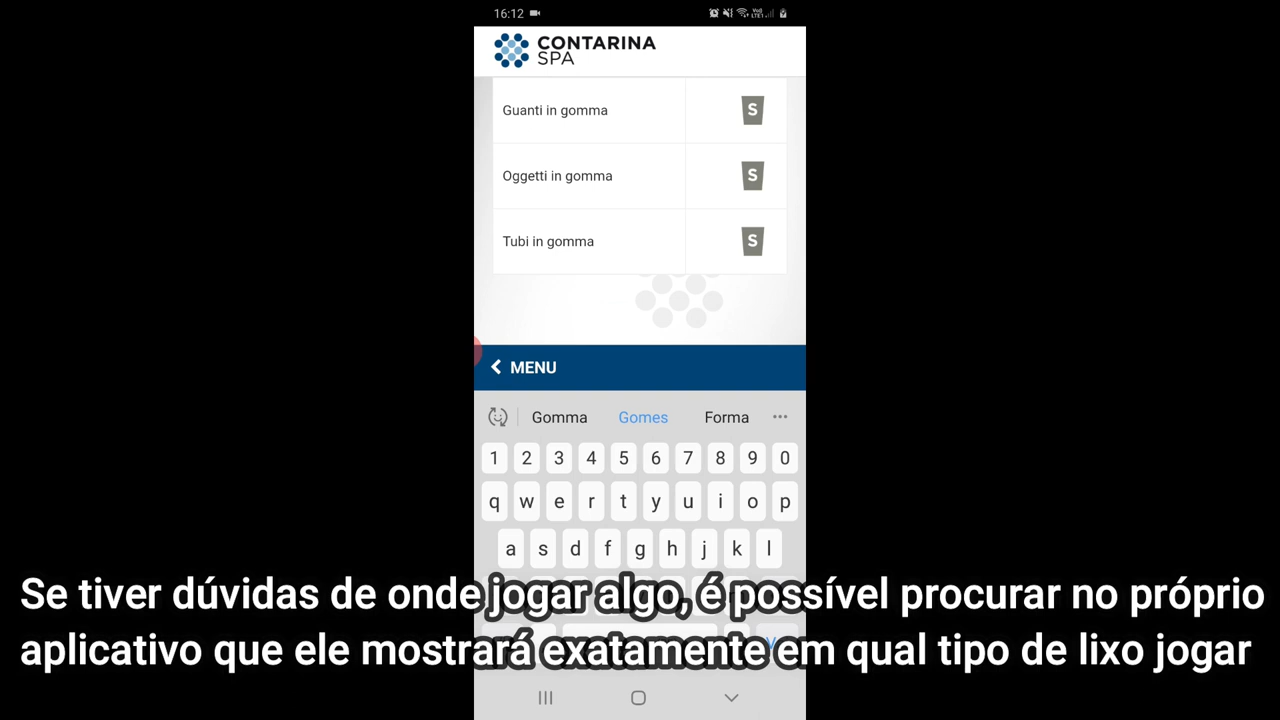 16:12
CONTARINA
SPA
Guanti in gomma S
Oggetti in gomma S
Tubi in gomma S
MENU
Gomma Gomes Forma
1 2 3 4 5 6 7 8 9 0
q w e r t y u i o p
a s d f g h j k l
Se tiver dúvidas de onde jogar algo, é possível procurar no próprio
aplicativo que ele mostrará exatamente em qual tipo de lixo jogar